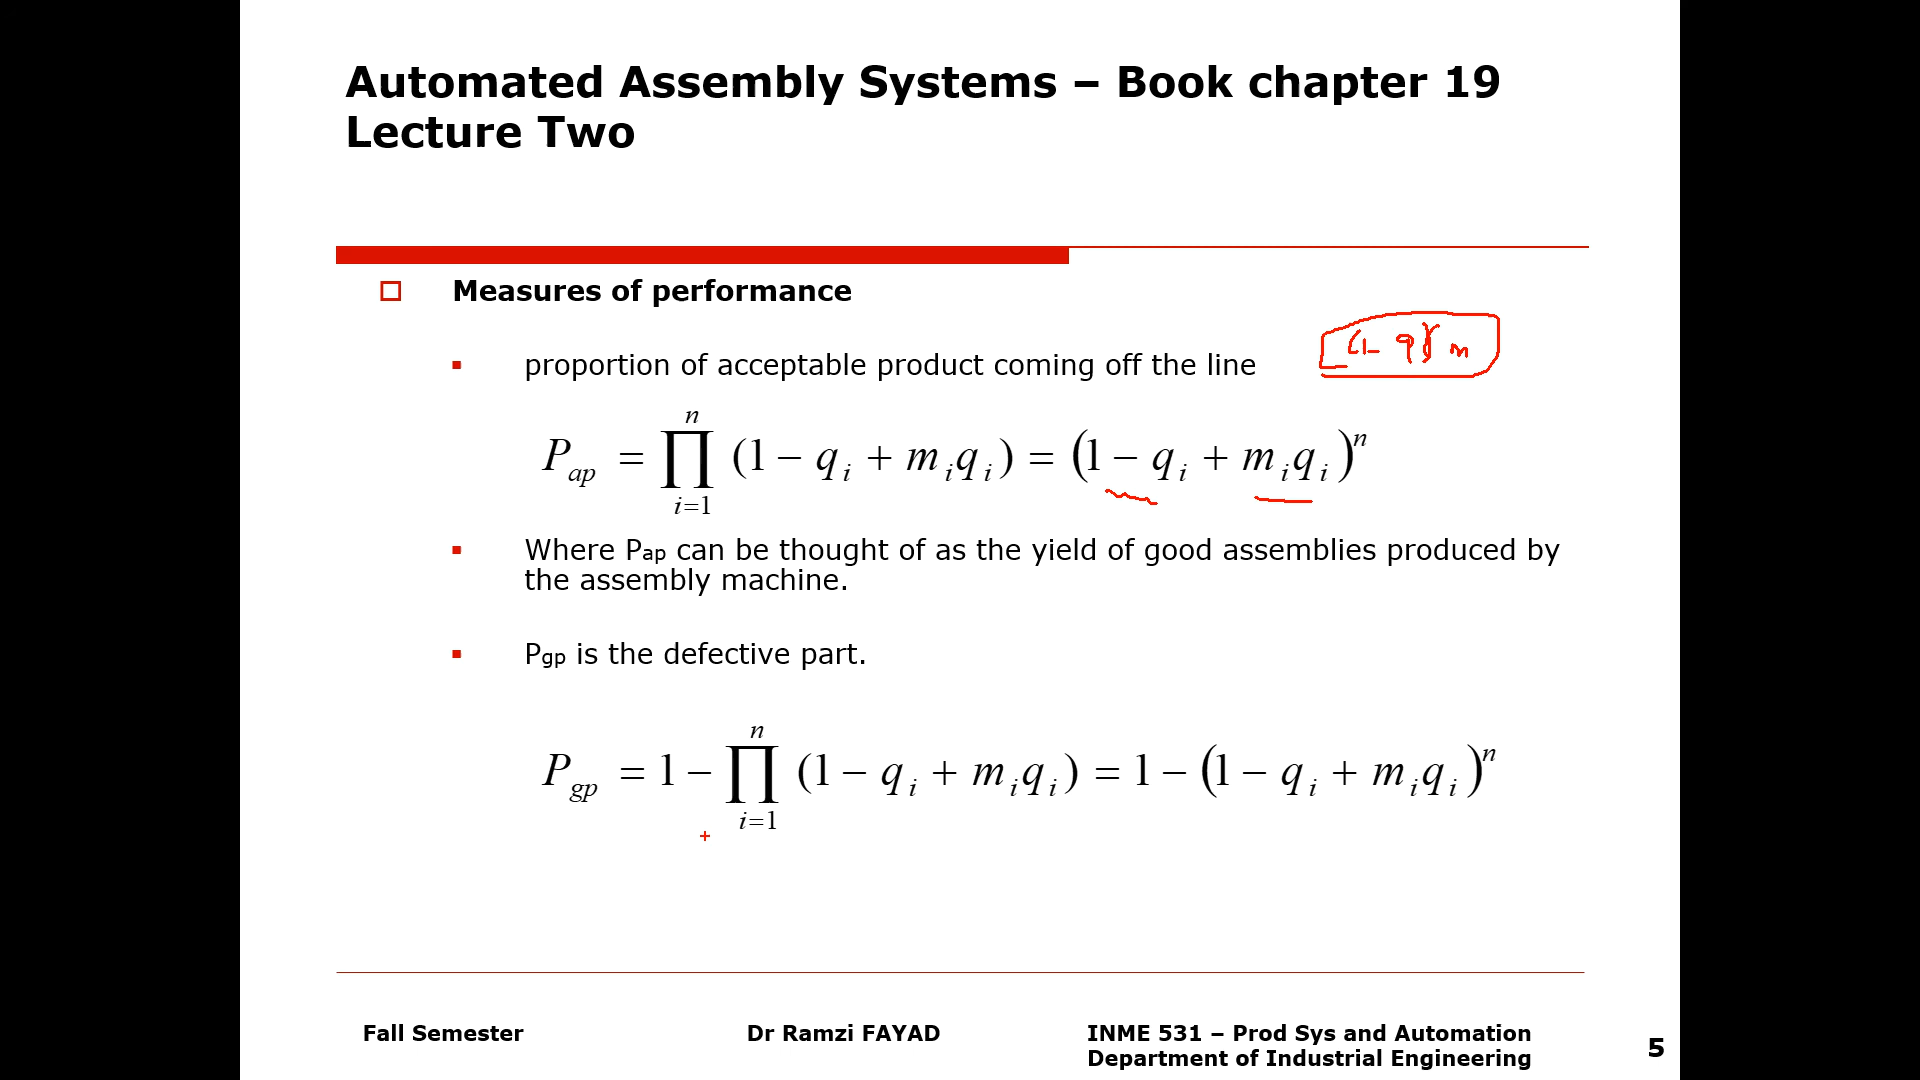 Automated Assembly Systems – Book chapter 19
Lecture Two
Measures of performance
proportion of acceptable product coming off the line
P_ap = ∏_{i=1}^{n} (1 − q_i + m_i q_i) = (1 − q_i + m_i q_i)^n
Where Pap can be thought of as the yield of good assemblies produced by
the assembly machine.
Pgp is the defective part.
P_gp = 1 − ∏_{i=1}^{n} (1 − q_i + m_i q_i) = 1 − (1 − q_i + m_i q_i)^n
Fall Semester
Dr Ramzi FAYAD
INME 531 – Prod Sys and Automation
Department of Industrial Engineering
5